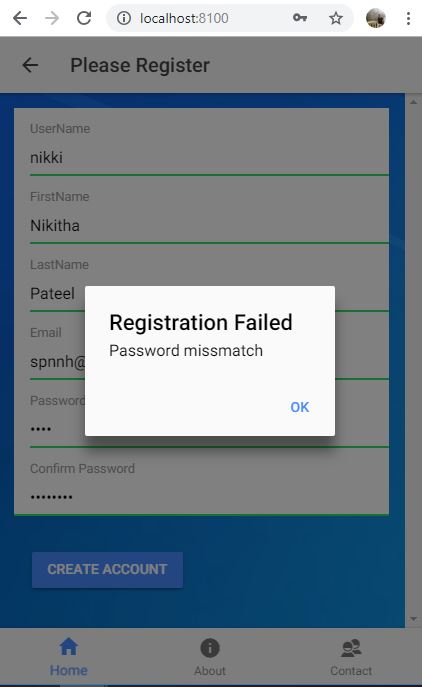 localhost:8100
Please Register
UserName
nikki
FirstName
Nikitha
LastName
Pateel
Email
spnnh@
Registration Failed
Password missmatch
OK
Password
••••
Confirm Password
••••••••
CREATE ACCOUNT
Home
About
Contact